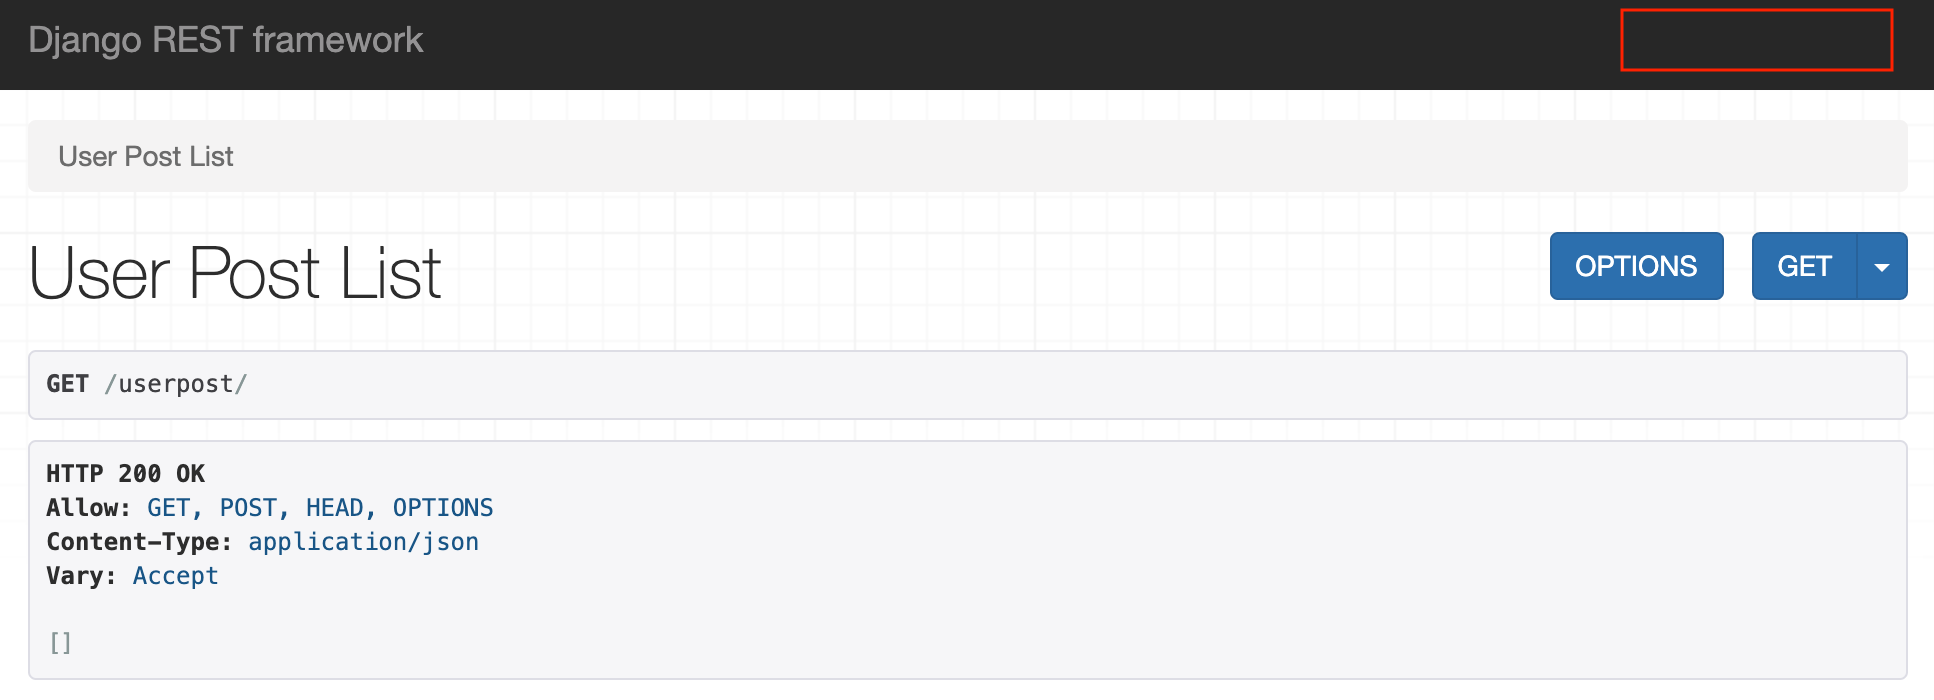 Django REST framework
User Post List
User Post List
OPTIONS
GET
GET /userpost/
HTTP 200 OK
Allow: GET, POST, HEAD, OPTIONS
Content-Type: application/json
Vary: Accept
[]